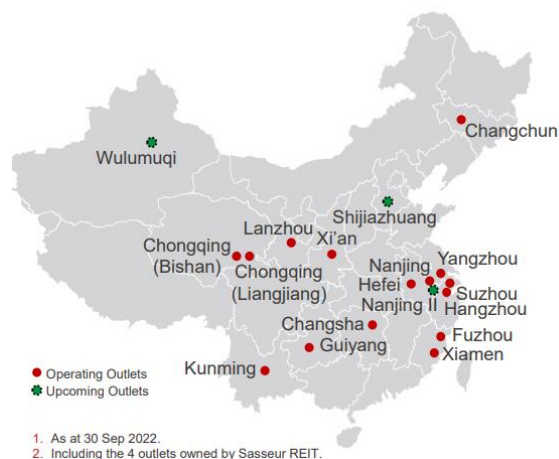 Changchun
Wulumuqi
Shijiazhuang
Lanzhou
Xi'an
Chongqing
(Bishan)
Chongqing
(Liangjiang)
Yangzhou
Nanjing
Hefei
Suzhou
Nanjing II
Hangzhou
Changsha
Fuzhou
Guiyang
Xiamen
Kunming
Operating Outlets
Upcoming Outlets
1. As at 30 Sep 2022.
2. Including the 4 outlets owned by Sasseur REIT.